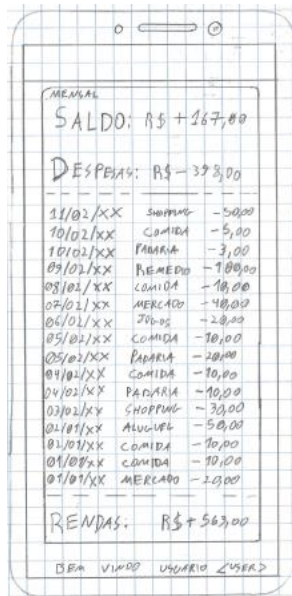 MENSAL
SALDO: R$ +167,00
DESPESAS: R$ - 398,00
11/02/XX SHOPPING - 50,00
10/02/XX COMIDA - 5,00
10/02/XX PADARIA - 3,00
09/02/XX REMEDIO - 100,00
08/02/XX COMIDA - 10,00
07/02/XX MERCADO - 40,00
06/02/XX JOGOS - 20,00
05/02/XX COMIDA - 10,00
05/02/XX PADARIA - 20,00
04/02/XX COMIDA - 10,00
04/02/XX PADARIA - 10,00
03/02/XX SHOPPING - 30,00
02/01/XX ALUGUEL - 50,00
02/01/XX COMIDA - 10,00
01/01/XX COMIDA - 10,00
01/01/XX MERCADO - 20,00
RENDAS: R$ + 563,00
BEM VINDO USUARIO <USER>